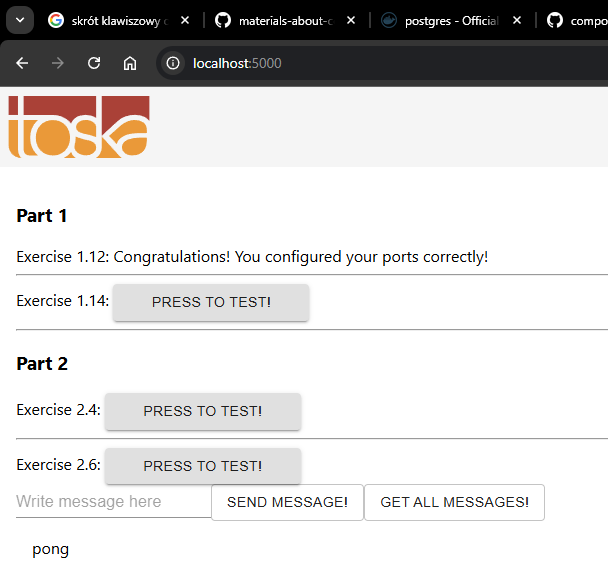 skrót klawiszowy
materials-about-c
postgres - Official
compo
localhost:5000
toska
Part 1
Exercise 1.12: Congratulations! You configured your ports correctly!
Exercise 1.14: PRESS TO TEST!
Part 2
Exercise 2.4: PRESS TO TEST!
Exercise 2.6: PRESS TO TEST!
Write message here SEND MESSAGE! GET ALL MESSAGES!
pong